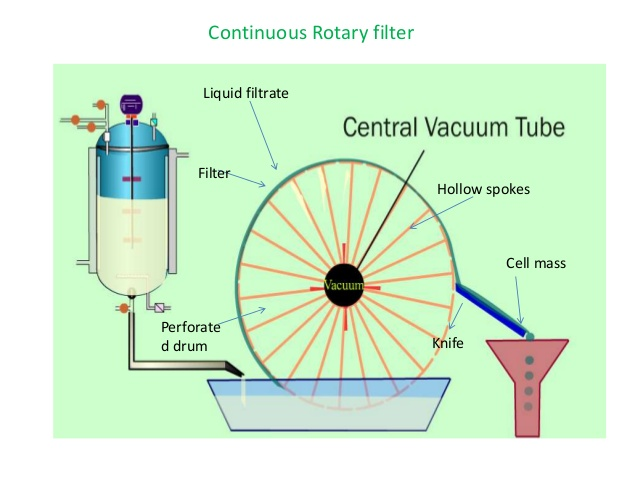 Continuous Rotary filter
Liquid filtrate
Central Vacuum Tube
Filter
Hollow spokes
Cell mass
Vacuum
Perforate
d drum
Knife